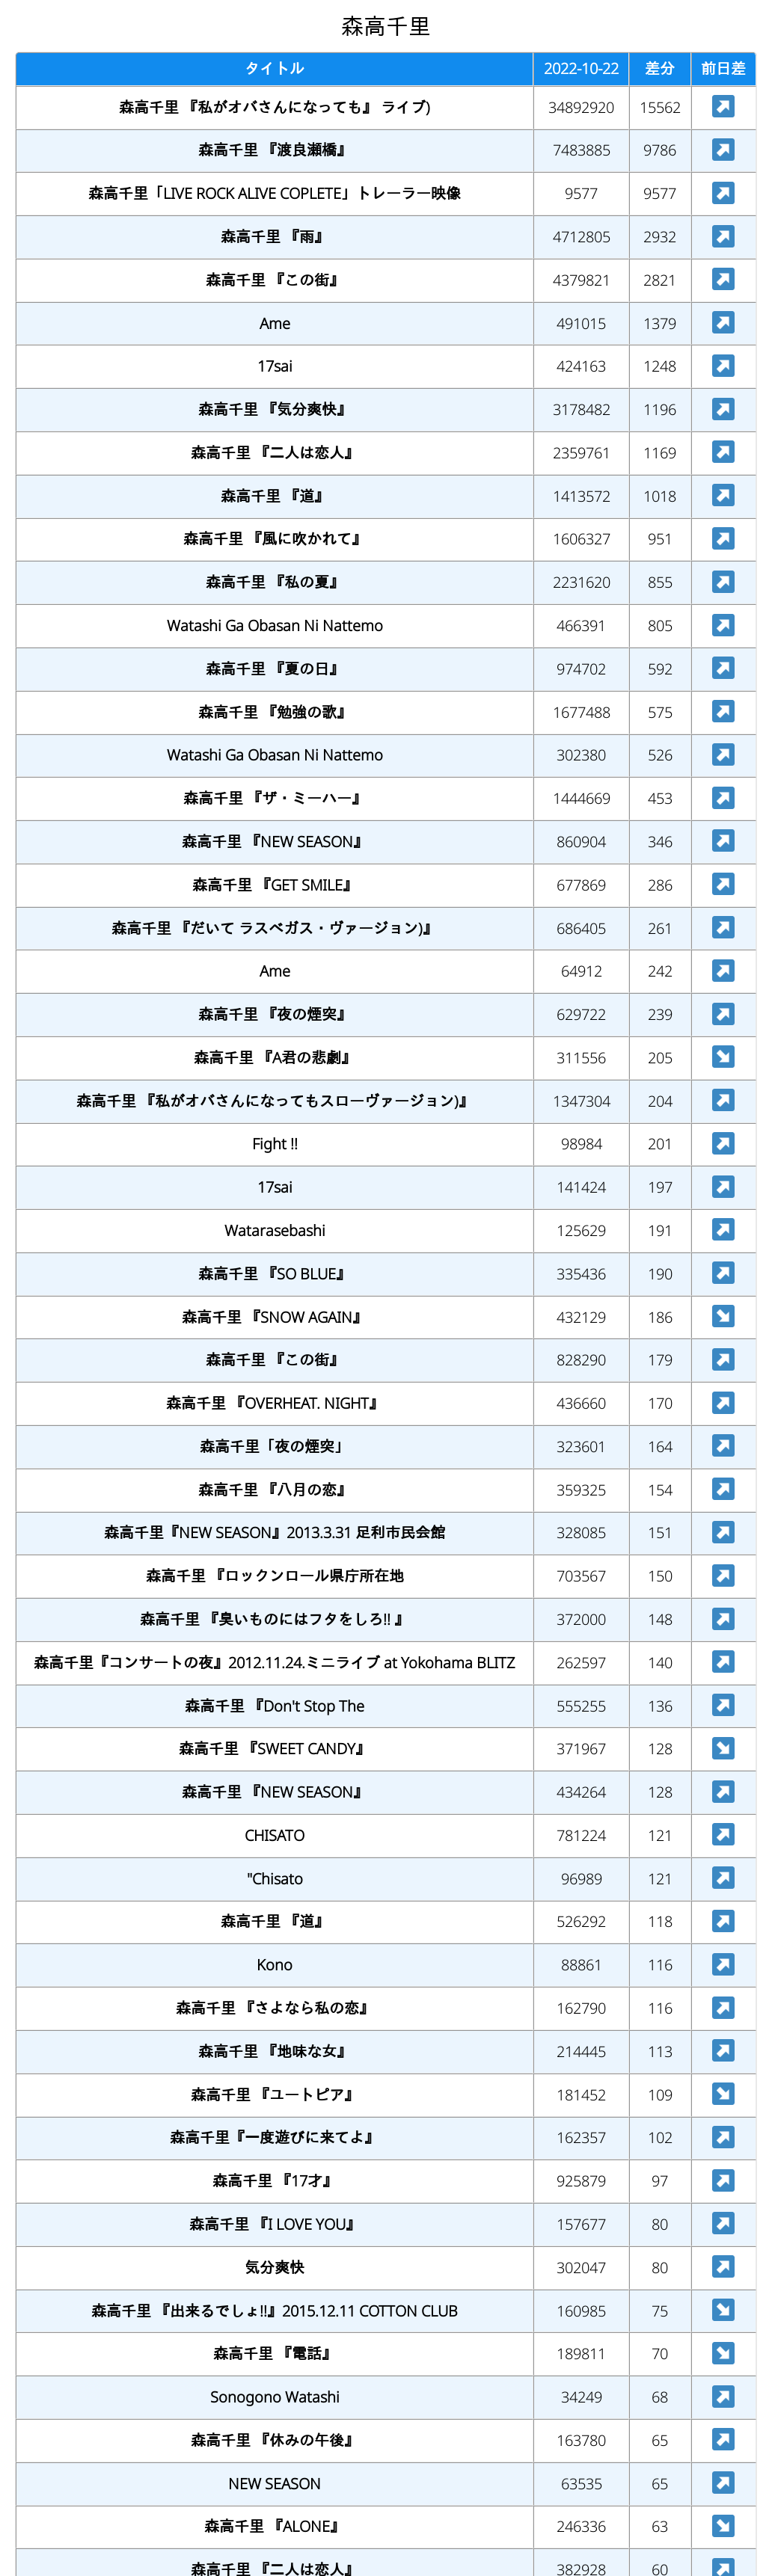 森高千里
タイトル 2022-10-22 差分 前日差
森高千里 『私がオバさんになっても』 ライブ) 34892920 15562
森高千里 『渡良瀬橋』 7483885 9786
森高千里「LIVE ROCK ALIVE COPLETE」トレーラー映像 9577 9577
森高千里 『雨』 4712805 2932
森高千里 『この街』 4379821 2821
Ame 491015 1379
17sai 424163 1248
森高千里 『気分爽快』 3178482 1196
森高千里 『二人は恋人』 2359761 1169
森高千里 『道』 1413572 1018
森高千里 『風に吹かれて』 1606327 951
森高千里 『私の夏』 2231620 855
Watashi Ga Obasan Ni Nattemo 466391 805
森高千里 『夏の日』 974702 592
森高千里 『勉強の歌』 1677488 575
Watashi Ga Obasan Ni Nattemo 302380 526
森高千里 『ザ・ミーハー』 1444669 453
森高千里 『NEW SEASON』 860904 346
森高千里 『GET SMILE』 677869 286
森高千里 『だいて ラスベガス・ヴァージョン)』 686405 261
Ame 64912 242
森高千里 『夜の煙突』 629722 239
森高千里 『A君の悲劇』 311556 205
森高千里 『私がオバさんになってもスローヴァージョン)』 1347304 204
Fight !! 98984 201
17sai 141424 197
Watarasebashi 125629 191
森高千里 『SO BLUE』 335436 190
森高千里 『SNOW AGAIN』 432129 186
森高千里 『この街』 828290 179
森高千里 『OVERHEAT. NIGHT』 436660 170
森高千里「夜の煙突」 323601 164
森高千里 『八月の恋』 359325 154
森高千里『NEW SEASON』2013.3.31 足利市民会館 328085 151
森高千里 『ロックンロール県庁所在地 703567 150
森高千里 『臭いものにはフタをしろ!! 』 372000 148
森高千里『コンサートの夜』2012.11.24.ミニライブ at Yokohama BLITZ 262597 140
森高千里 『Don't Stop The 555255 136
森高千里 『SWEET CANDY』 371967 128
森高千里 『NEW SEASON』 434264 128
CHISATO 781224 121
"Chisato 96989 121
森高千里 『道』 526292 118
Kono 88861 116
森高千里 『さよなら私の恋』 162790 116
森高千里 『地味な女』 214445 113
森高千里 『ユートピア』 181452 109
森高千里『一度遊びに来てよ』 162357 102
森高千里 『17才』 925879 97
森高千里 『I LOVE YOU』 157677 80
気分爽快 302047 80
森高千里 『出来るでしょ!!』2015.12.11 COTTON CLUB 160985 75
森高千里 『電話』 189811 70
Sonogono Watashi 34249 68
森高千里 『休みの午後』 163780 65
NEW SEASON 63535 65
森高千里 『ALONE』 246336 63
森高千里 『二人は恋人』 382928 60